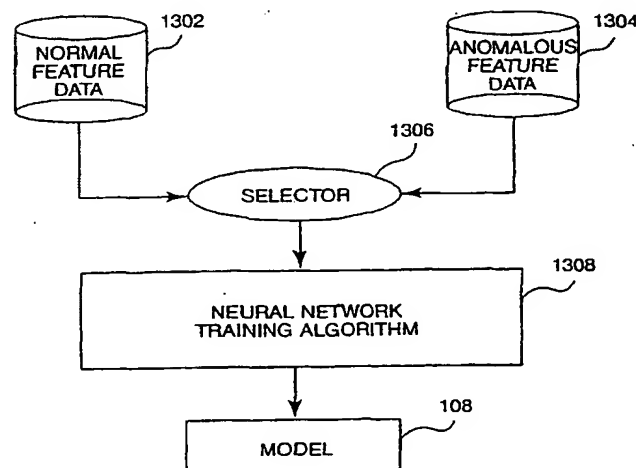 1302
NORMAL
FEATURE
DATA
1304
ANOMALOUS
FEATURE
DATA
1306
SELECTOR
1308
NEURAL NETWORK
TRAINING ALGORITHM
108
MODEL